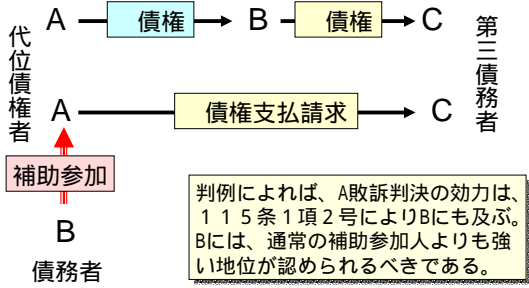 A 債権 B 債権 C
代位債権者
第三債務者
A 債権支払請求 C
補助参加
B
債務者
判例によれば、A敗訴判決の効力は、
115条1項2号によりBにも及ぶ。
Bには、通常の補助参加人よりも強
い地位が認められるべきである。